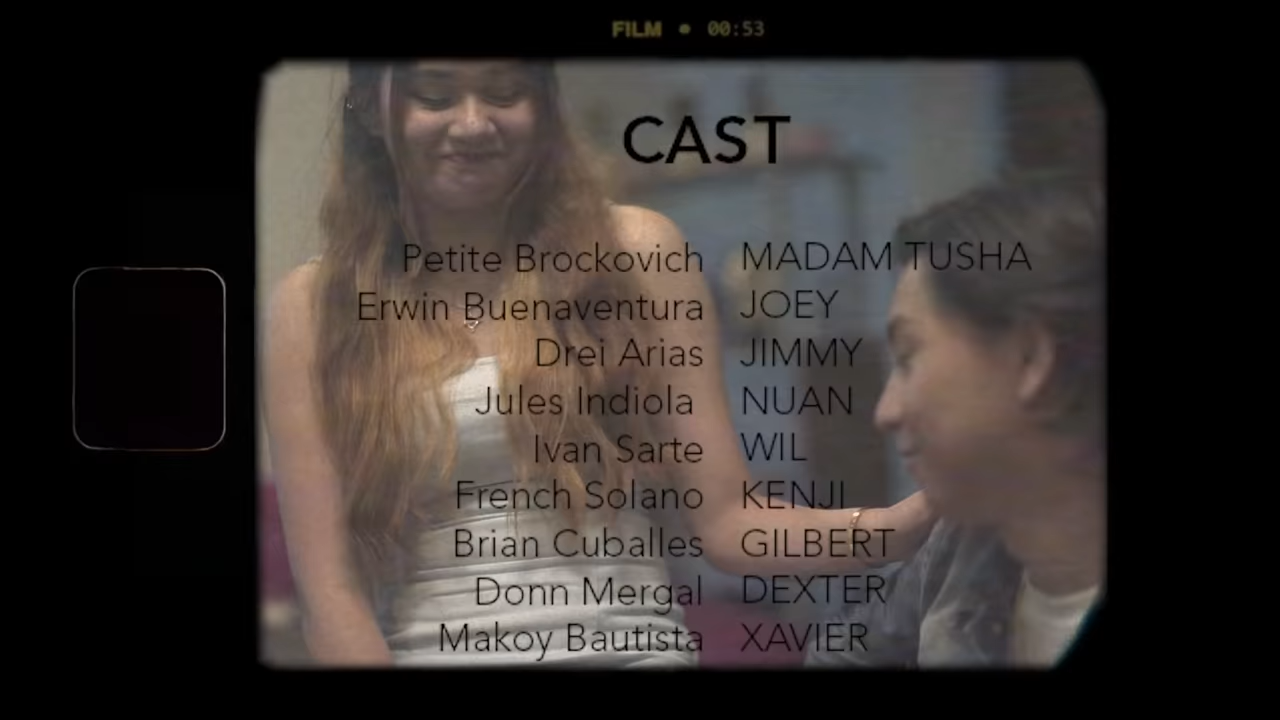 FILM • 00:53
CAST
Petite Brockovich MADAM TUSHA
Erwin Buenaventura JOEY
Drei Arias JIMMY
Jules Indiola NUAN
Ivan Sarte WIL
French Solano KENJI
Brian Cuballes GILBERT
Donn Mergal DEXTER
Makoy Bautista XAVIER